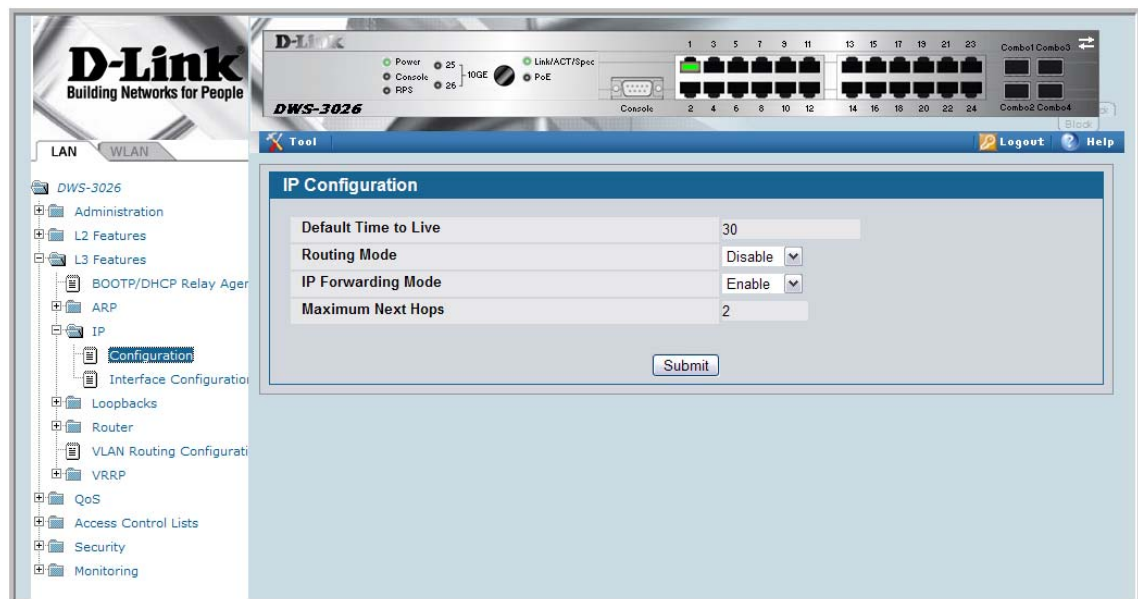 D-Link
Building Networks for People
D-Link
Power
Console
RPS
25
26
10GE
Link/ACT/Spec
PoE
Console
DWS-3026
1 3 5 7 9 11 13 15 17 19 21 23
2 4 6 8 10 12 14 16 18 20 22 24
Combo1 Combo3
Combo2 Combo4
Block
Tool
Logout
Help
LAN
WLAN
DWS-3026
Administration
L2 Features
L3 Features
BOOTP/DHCP Relay Ager
ARP
IP
Configuration
Interface Configuration
Loopbacks
Router
VLAN Routing Configurati
VRRP
QoS
Access Control Lists
Security
Monitoring
IP Configuration
Default Time to Live 30
Routing Mode Disable
IP Forwarding Mode Enable
Maximum Next Hops 2
Submit